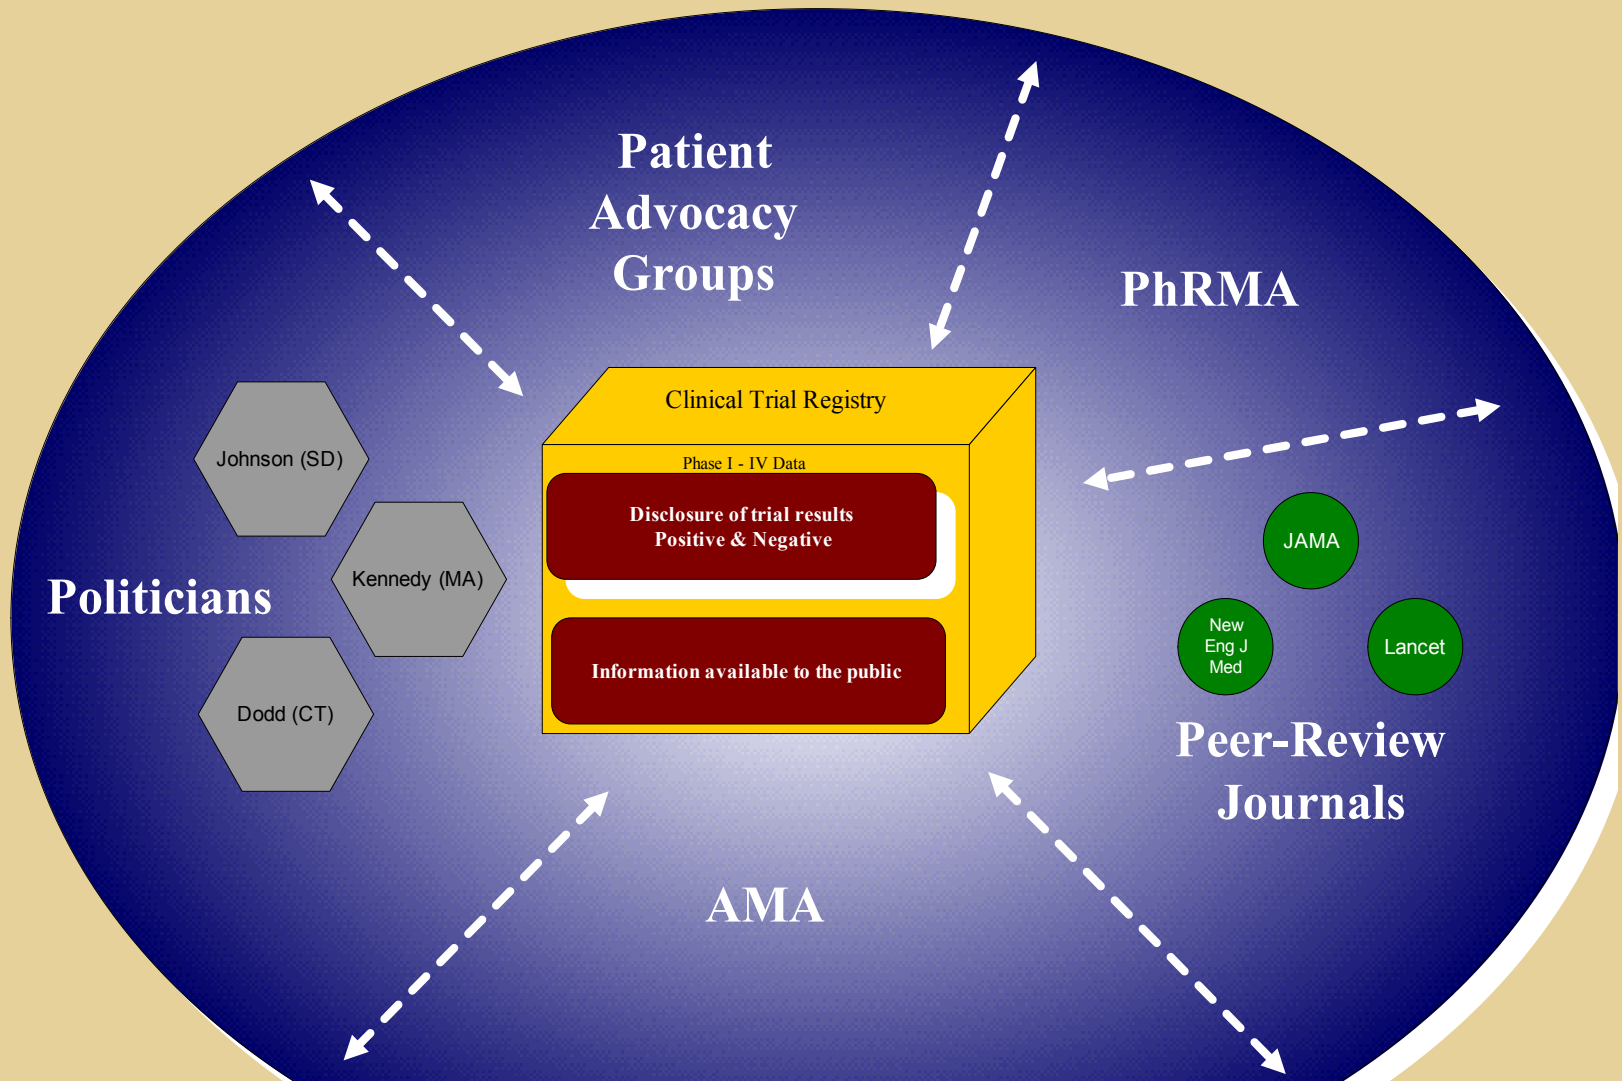 Patient
Advocacy
Groups
PhRMA
Clinical Trial Registry
Phase I - IV Data
Disclosure of trial results
Positive & Negative
Information available to the public
Johnson (SD)
Kennedy (MA)
Politicians
Dodd (CT)
JAMA
New
Eng J
Med
Lancet
Peer-Review
Journals
AMA